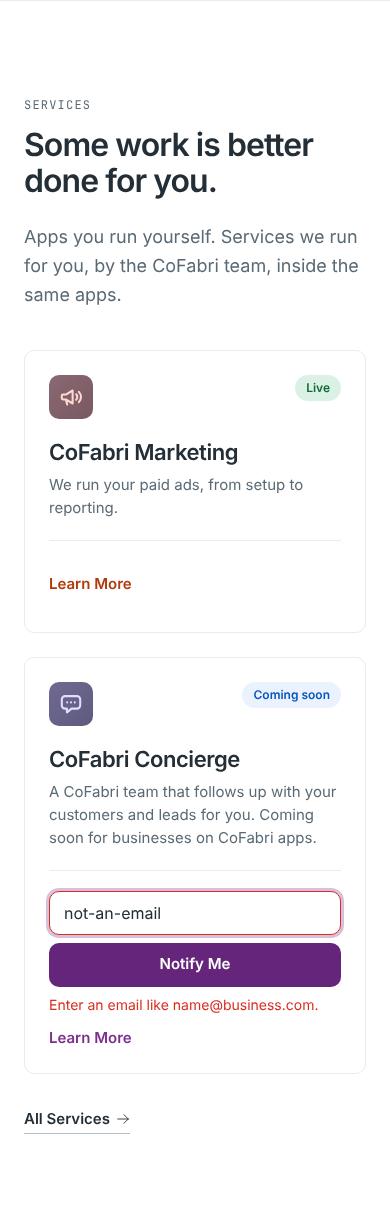 SERVICES
Some work is better
done for you.
Apps you run yourself. Services we run
for you, by the CoFabri team, inside the
same apps.
Live
CoFabri Marketing
We run your paid ads, from setup to
reporting.
Learn More
Coming soon
CoFabri Concierge
A CoFabri team that follows up with your
customers and leads for you. Coming
soon for businesses on CoFabri apps.
not-an-email
Notify Me
Enter an email like name@business.com.
Learn More
All Services →